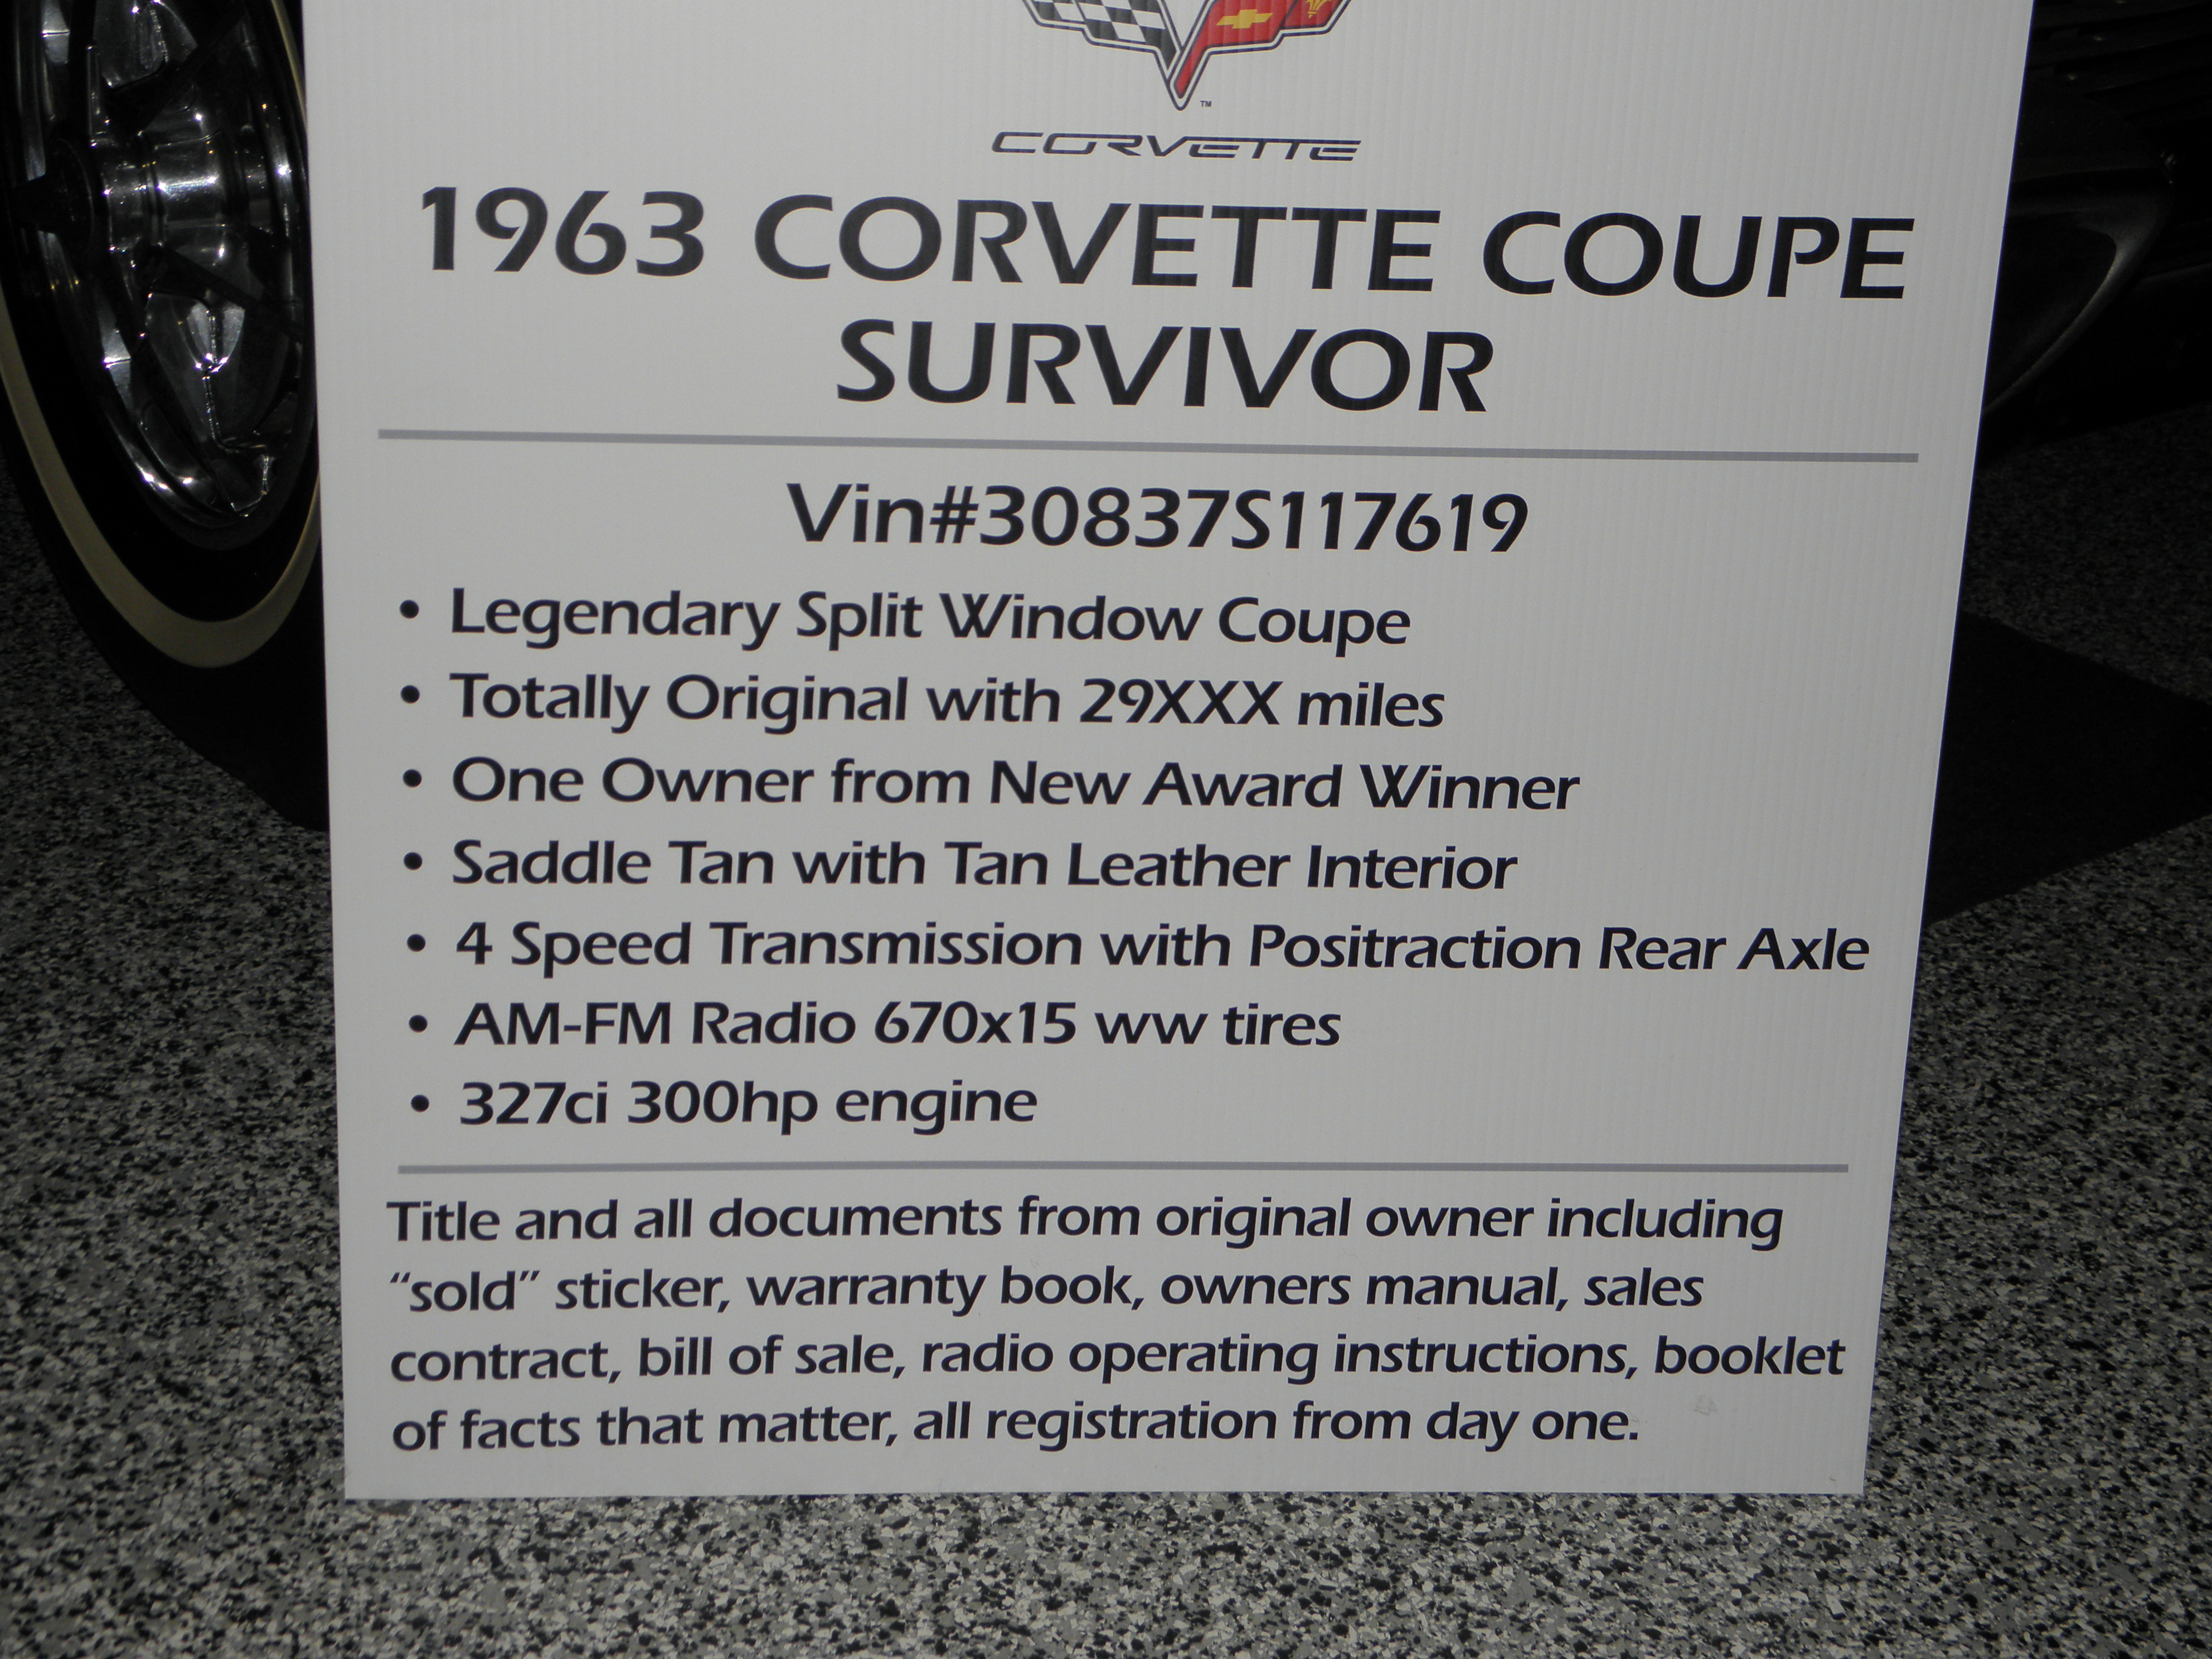 TM
CORVETTE
1963 CORVETTE COUPE
SURVIVOR
Vin#30837S117619
• Legendary Split Window Coupe
• Totally Original with 29XXX miles
• One Owner from New Award Winner
• Saddle Tan with Tan Leather Interior
• 4 Speed Transmission with Positraction Rear Axle
• AM-FM Radio 670x15 ww tires
• 327ci 300hp engine
Title and all documents from original owner including
“sold” sticker, warranty book, owners manual, sales
contract, bill of sale, radio operating instructions, booklet
of facts that matter, all registration from day one.